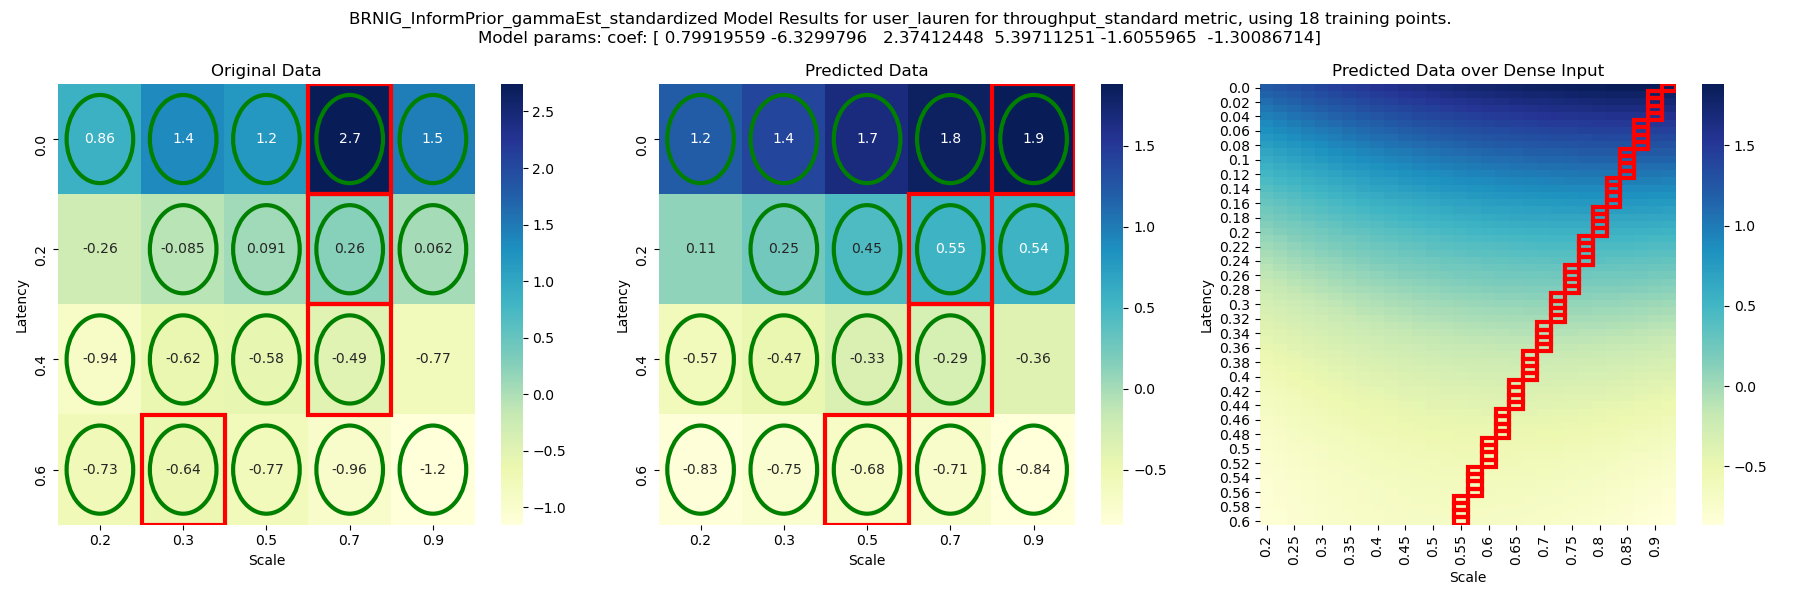 BRNIG_InformPrior_gammaEst_standardized Model Results for user_lauren for throughput_standard metric, using 18 training points.
Model params: coef: [ 0.79919559 -6.3299796   2.37412448  5.39711251 -1.6055965  -1.30086714]
Original Data
0.86 1.4 1.2 2.7 1.5
-0.26 -0.085 0.091 0.26 0.062
-0.94 -0.62 -0.58 -0.49 -0.77
-0.73 -0.64 -0.77 -0.96 -1.2
0.0
0.2
0.4
0.6
Latency
0.2 0.3 0.5 0.7 0.9
Scale
2.5
2.0
1.5
1.0
0.5
0.0
−0.5
−1.0
Predicted Data
1.2 1.4 1.7 1.8 1.9
0.11 0.25 0.45 0.55 0.54
-0.57 -0.47 -0.33 -0.29 -0.36
-0.83 -0.75 -0.68 -0.71 -0.84
0.0
0.2
0.4
0.6
Latency
0.2 0.3 0.5 0.7 0.9
Scale
1.5
1.0
0.5
0.0
−0.5
Predicted Data over Dense Input
0.0
0.02
0.04
0.06
0.08
0.1
0.12
0.14
0.16
0.18
0.2
0.22
0.24
0.26
0.28
0.3
0.32
0.34
0.36
0.38
0.4
0.42
0.44
0.46
0.48
0.5
0.52
0.54
0.56
0.58
0.6
Latency
0.2 0.25 0.3 0.35 0.4 0.45 0.5 0.55 0.6 0.65 0.7 0.75 0.8 0.85 0.9
Scale
1.5
1.0
0.5
0.0
−0.5